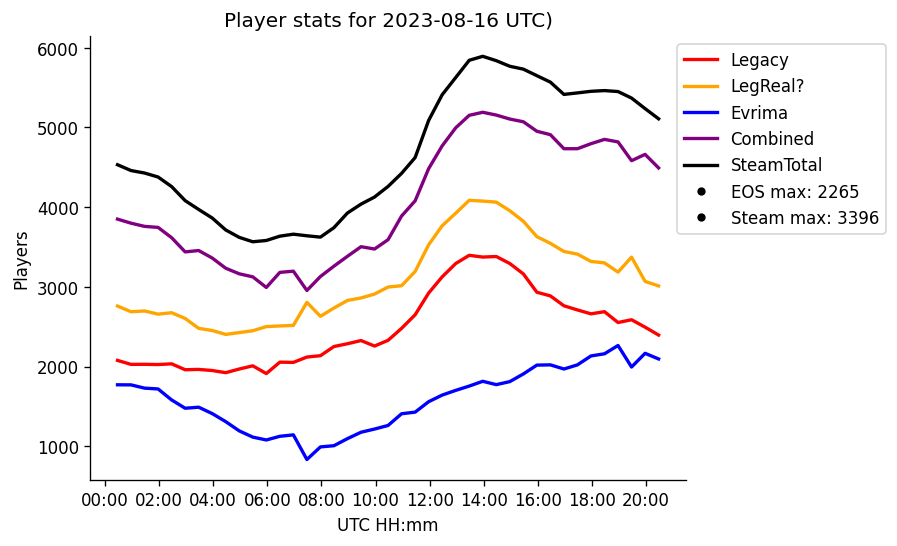 Player stats for 2023-08-16 UTC)
6000
5000
4000
3000
2000
1000
Players
00:00 02:00 04:00 06:00 08:00 10:00 12:00 14:00 16:00 18:00 20:00
UTC HH:mm
Legacy
LegReal?
Evrima
Combined
SteamTotal
EOS max: 2265
Steam max: 3396